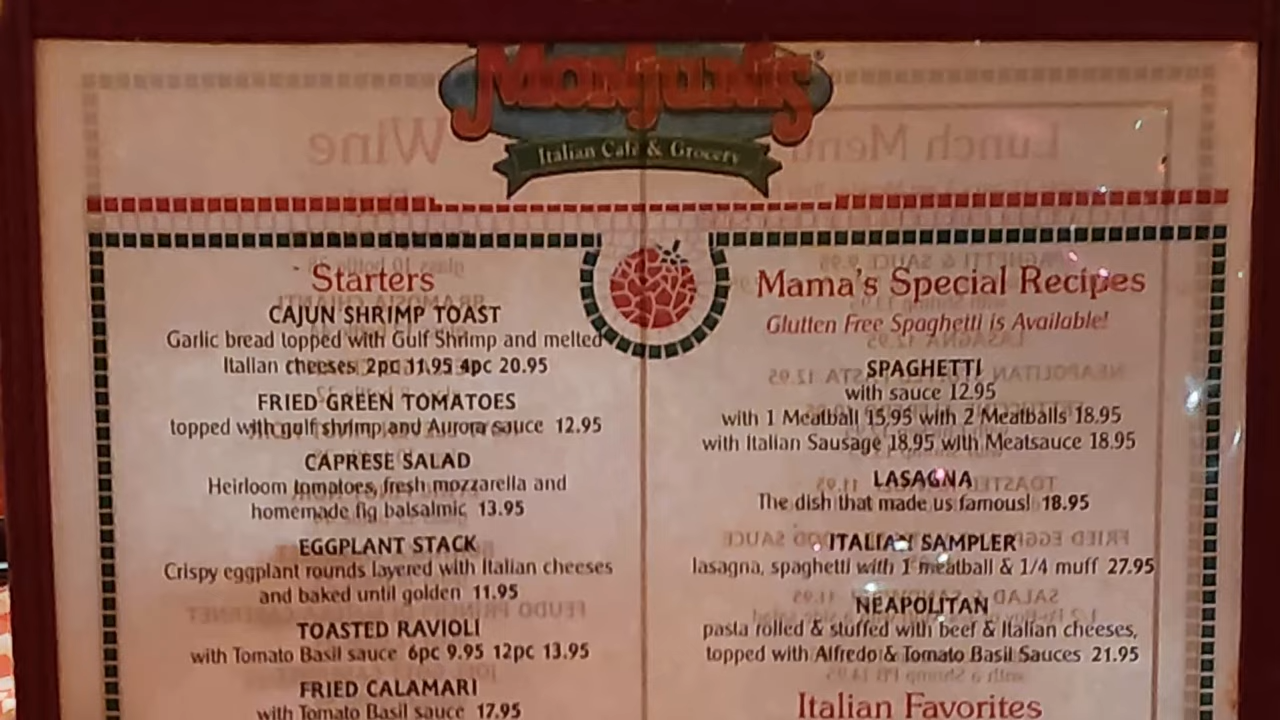 Monjunis®
Italian Café & Grocery
Wine
Lunch Menu
Starters
CAJUN SHRIMP TOAST
Garlic bread topped with Gulf Shrimp and melted
Italian cheeses 2pc 11.95 4pc 20.95
FRIED GREEN TOMATOES
topped with gulf shrimp and Aurora sauce 12.95
CAPRESE SALAD
Heirloom tomatoes, fresh mozzarella and
homemade fig balsalmic 13.95
EGGPLANT STACK
Crispy eggplant rounds layered with Italian cheeses
and baked until golden 11.95
TOASTED RAVIOLI
with Tomato Basil sauce 6pc 9.95 12pc 13.95
FRIED CALAMARI
with Tomato Basil sauce 17.95
Mama's Special Recipes
Glutten Free Spaghetti is Available!
SPAGHETTI
with sauce 12.95
with 1 Meatball 15,95 with 2 Meatballs 18.95
with Italian Sausage 18,95 with Meatsauce 18.95
LASAGNA
The dish that made us famous! 18.95
ITALIAN SAMPLER
lasagna, spaghetti with 1 meatball & 1/4 muff 27.95
NEAPOLITAN
pasta rolled & stuffed with beef & Italian cheeses,
topped with Alfredo & Tomato Basil Sauces 21.95
Italian Favorites